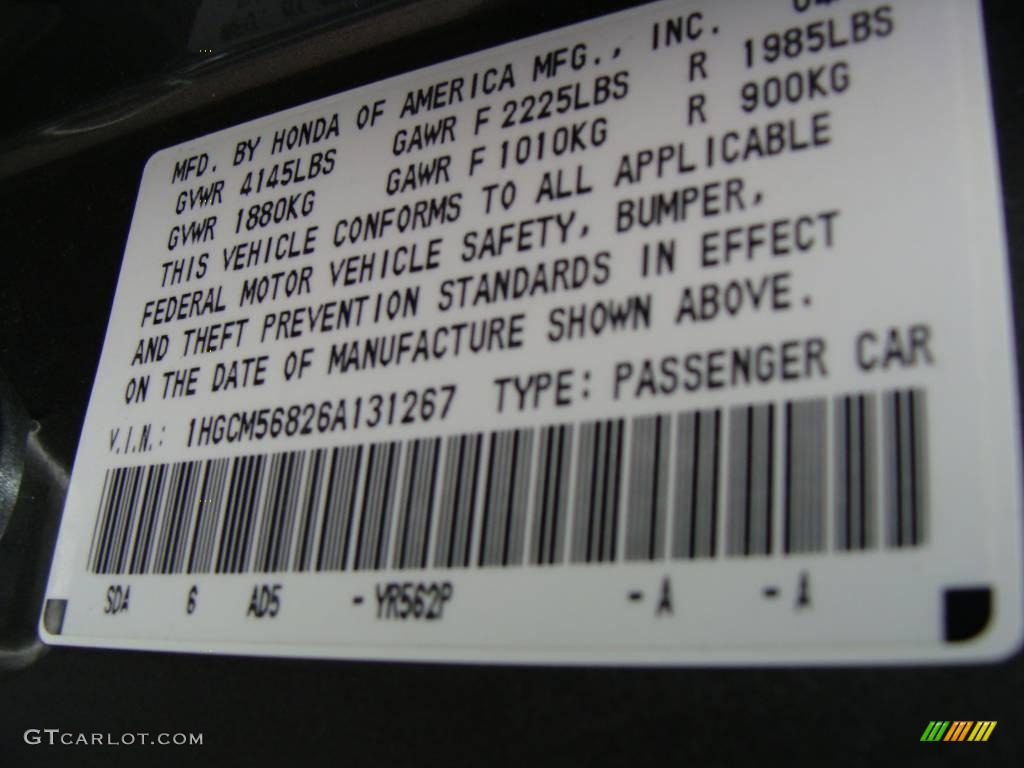 MFD. BY HONDA OF AMERICA MFG., INC.
GVWR 4145LBS GAWR F 2225LBS R 1985LBS
GVWR 1880KG GAWR F 1010KG R 900KG
THIS VEHICLE CONFORMS TO ALL APPLICABLE
FEDERAL MOTOR VEHICLE SAFETY, BUMPER,
AND THEFT PREVENTION STANDARDS IN EFFECT
ON THE DATE OF MANUFACTURE SHOWN ABOVE.
V.I.N.: 1HGCM56826A131267 TYPE: PASSENGER CAR
SDA 6 AD5 - YR562P - A - A
GTCARLOT.COM